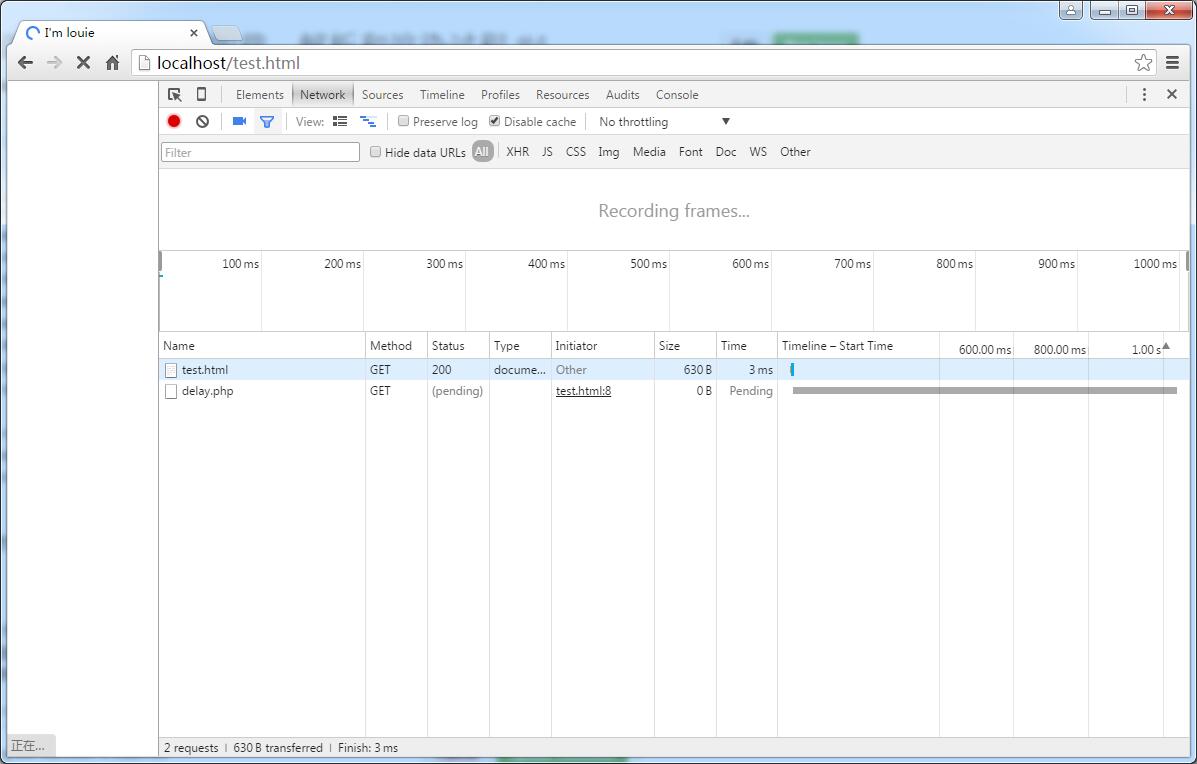 I'm louie
localhost/test.html
Elements Network Sources Timeline Profiles Resources Audits Console
View: Preserve log Disable cache No throttling
Filter Hide data URLs All XHR JS CSS Img Media Font Doc WS Other
Recording frames...
100 ms 200 ms 300 ms 400 ms 500 ms 600 ms 700 ms 800 ms 900 ms 1000 ms
Name Method Status Type Initiator Size Time Timeline – Start Time 600.00 ms 800.00 ms 1.00 s
test.html GET 200 docume... Other 630 B 3 ms
delay.php GET (pending) test.html:8 0 B Pending
正在...
2 requests | 630 B transferred | Finish: 3 ms